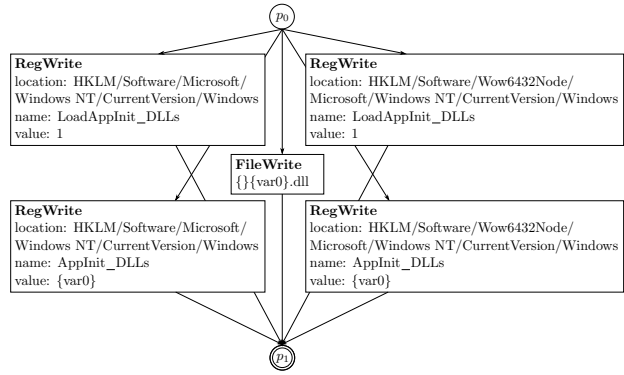 p0
RegWrite
location: HKLM/Software/Microsoft/
Windows NT/CurrentVersion/Windows
name: LoadAppInit_DLLs
value: 1
RegWrite
location: HKLM/Software/Wow6432Node/
Microsoft/Windows NT/CurrentVersion/Windows
name: LoadAppInit_DLLs
value: 1
FileWrite
{}{var0}.dll
RegWrite
location: HKLM/Software/Microsoft/
Windows NT/CurrentVersion/Windows
name: AppInit_DLLs
value: {var0}
RegWrite
location: HKLM/Software/Wow6432Node/
Microsoft/Windows NT/CurrentVersion/Windows
name: AppInit_DLLs
value: {var0}
p1